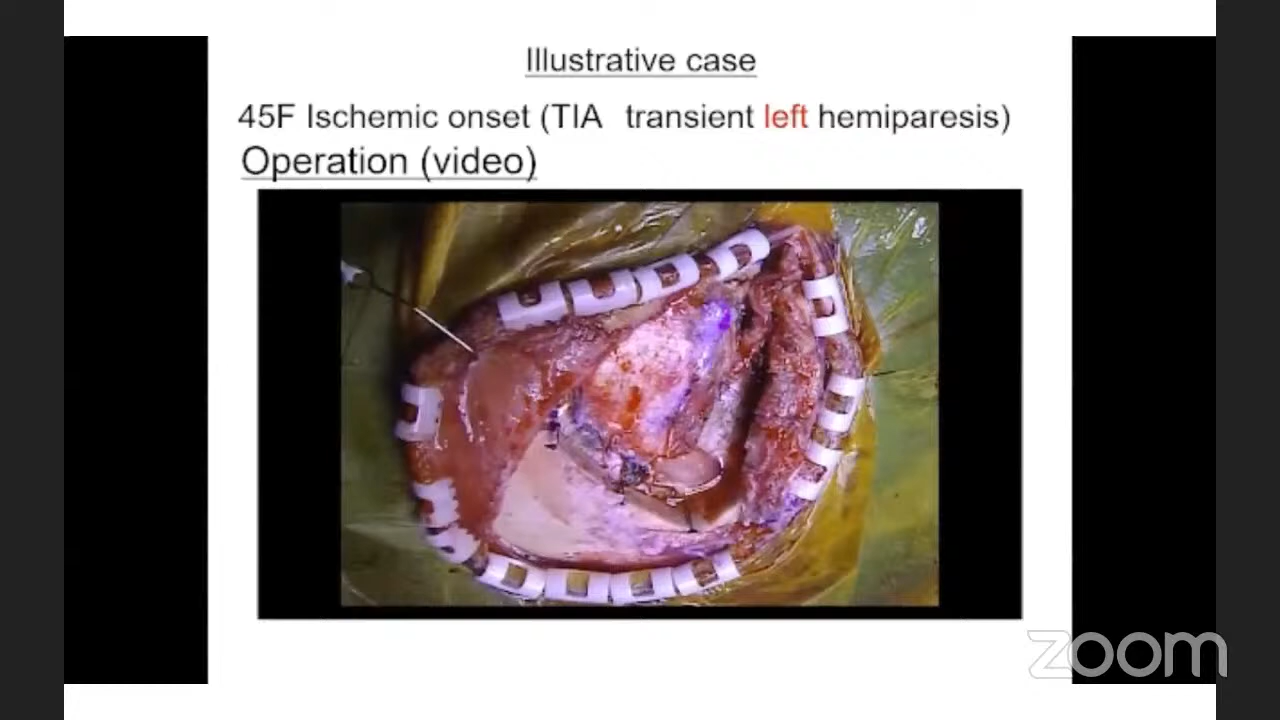 Illustrative case
45F Ischemic onset (TIA transient left hemiparesis)
Operation (video)
zoom